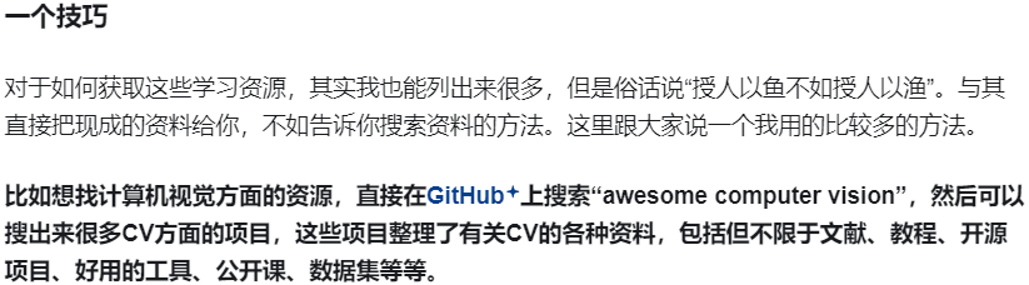 一个技巧
对于如何获取这些学习资源，其实我也能列出来很多，但是俗话说“授人以鱼不如授人以渔”。与其
直接把现成的资料给你，不如告诉你搜索资料的方法。这里跟大家说一个我用的比较多的方法。
比如想找计算机视觉方面的资源，直接在GitHub上搜索“awesome computer vision”，然后可以
搜出来很多CV方面的项目，这些项目整理了有关CV的各种资料，包括但不限于文献、教程、开源
项目、好用的工具、公开课、数据集等等。